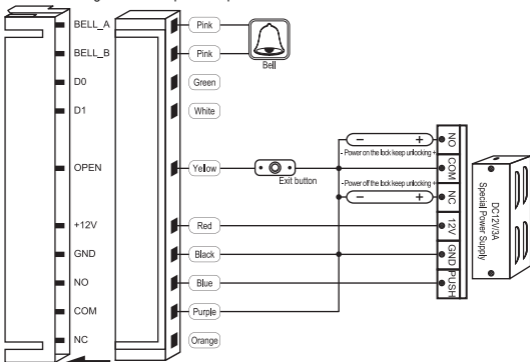 BELL_A
Pink
BELL_B
Pink
Bell
D0
Green
D1
White
OPEN
Yellow
Exit button
+12V
Red
GND
Black
NO
Blue
COM
Purple
NC
Orange
- +
- Power on the lock keep unlocking +
- Power off the lock keep unlocking +
- +
NO
COM
NC
12V
GND
PUSH
DC12V/3A
Special Power Supply